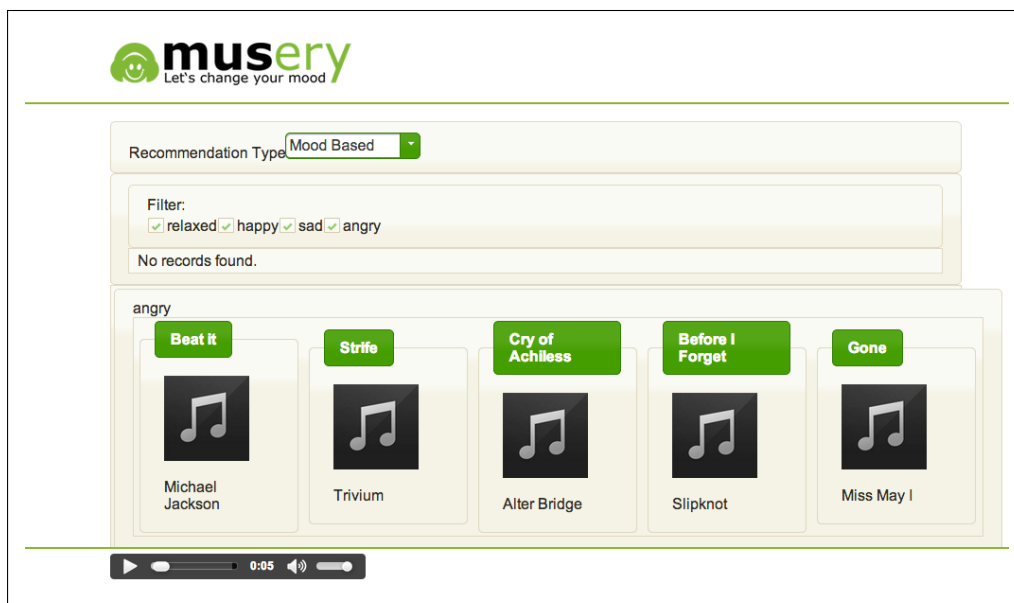 musery
Let's change your mood
Recommendation Type Mood Based
Filter:
relaxed happy sad angry
No records found.
angry
Beat it
Strife
Cry of
Achiless
Before I
Forget
Gone
Michael
Jackson
Trivium
Alter Bridge
Slipknot
Miss May I
0:05